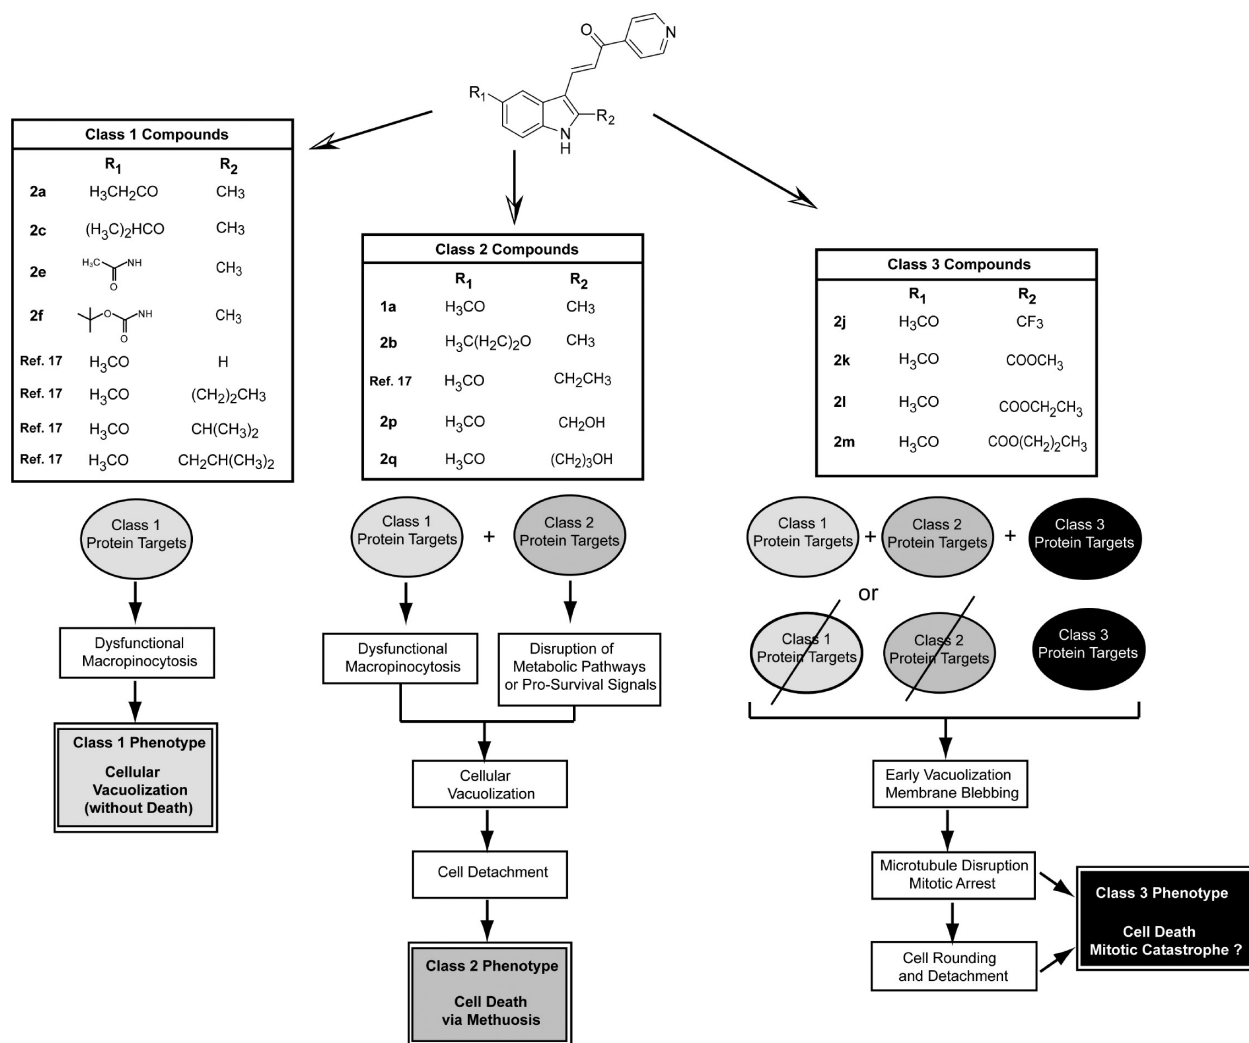 O
N
R1
R2
N
H
Class 1 Compounds
R1 R2
2a H3CH2CO CH3
2c (H3C)2HCO CH3
2e H3C NH O CH3
2f O NH O CH3
Ref. 17 H3CO H
Ref. 17 H3CO (CH2)2CH3
Ref. 17 H3CO CH(CH3)2
Ref. 17 H3CO CH2CH(CH3)2
Class 1
Protein Targets
Dysfunctional
Macropinocytosis
Class 1 Phenotype
Cellular
Vacuolization
(without Death)
Class 2 Compounds
R1 R2
1a H3CO CH3
2b H3C(H2C)2O CH3
Ref. 17 H3CO CH2CH3
2p H3CO CH2OH
2q H3CO (CH2)3OH
Class 1
Protein Targets
+
Class 2
Protein Targets
Dysfunctional
Macropinocytosis
Disruption of
Metabolic Pathways
or Pro-Survival Signals
Cellular
Vacuolization
Cell Detachment
Class 2 Phenotype
Cell Death
via Methuosis
Class 3 Compounds
R1 R2
2j H3CO CF3
2k H3CO COOCH3
2l H3CO COOCH2CH3
2m H3CO COO(CH2)2CH3
Class 1
Protein Targets
+
Class 2
Protein Targets
+
Class 3
Protein Targets
or
Class 1
Protein Targets
Class 2
Protein Targets
Class 3
Protein Targets
Early Vacuolization
Membrane Blebbing
Microtubule Disruption
Mitotic Arrest
Cell Rounding
and Detachment
Class 3 Phenotype
Cell Death
Mitotic Catastrophe ?